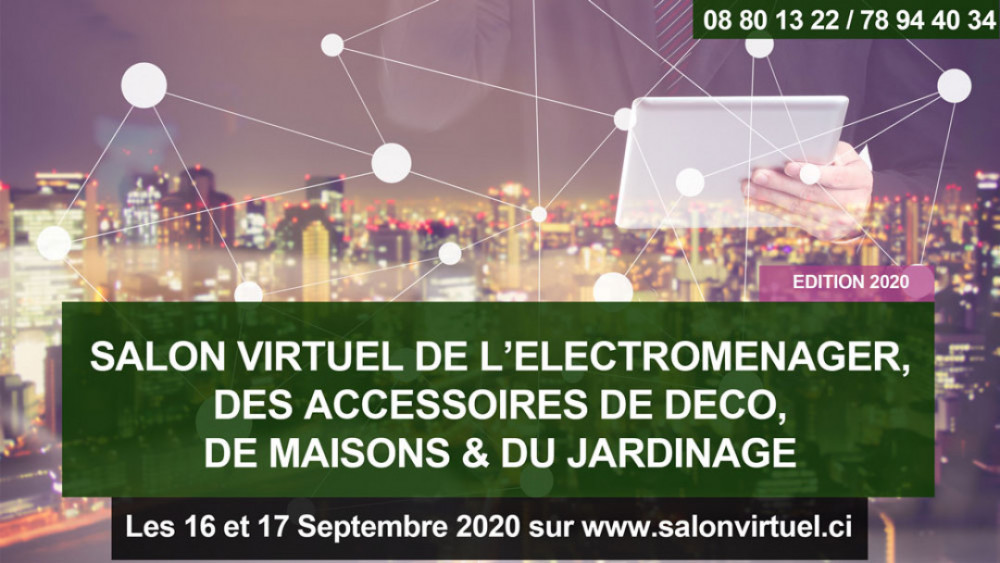 08 80 13 22 / 78 94 40 34
EDITION 2020
SALON VIRTUEL DE L’ELECTROMENAGER,
DES ACCESSOIRES DE DECO,
DE MAISONS & DU JARDINAGE
Les 16 et 17 Septembre 2020 sur www.salonvirtuel.ci